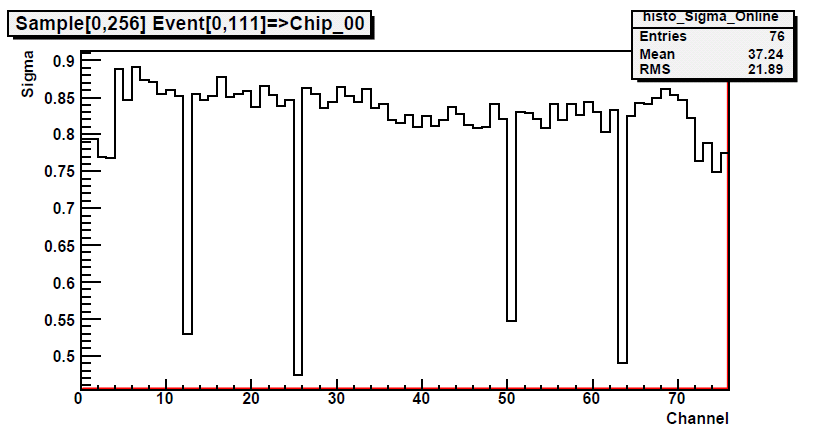 Sample[0,256] Event[0,111]=>Chip_00
histo_Sigma_Online
Entries 76
Mean 37.24
RMS 21.89
Sigma
0.9
0.85
0.8
0.75
0.7
0.65
0.6
0.55
0.5
0 10 20 30 40 50 60 70
Channel